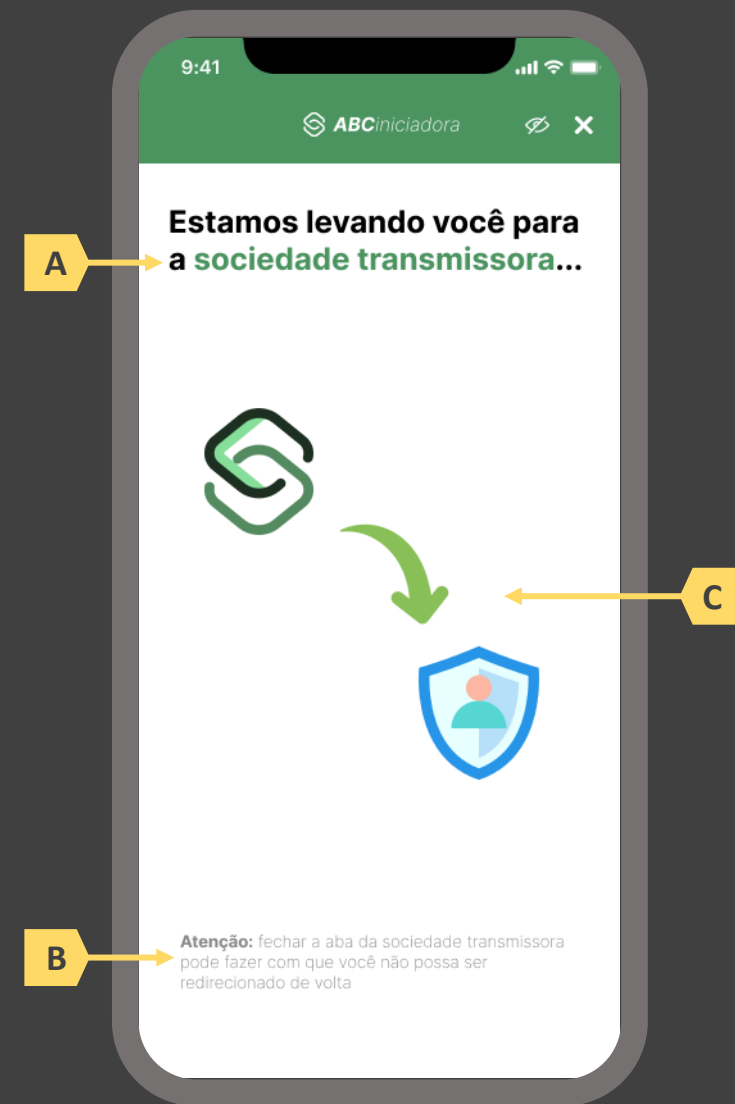 9:41
ABCiniciadora
Estamos levando você para
A
a sociedade transmissora...
C
Atenção: fechar a aba da sociedade transmissora
B
pode fazer com que você não possa ser
redirecionado de volta